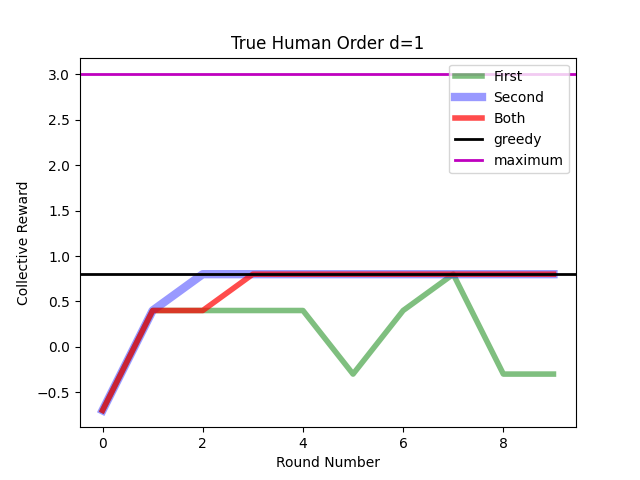 True Human Order d=1
3.0
2.5
2.0
1.5
1.0
0.5
0.0
−0.5
Collective Reward
First
Second
Both
greedy
maximum
0 2 4 6 8
Round Number